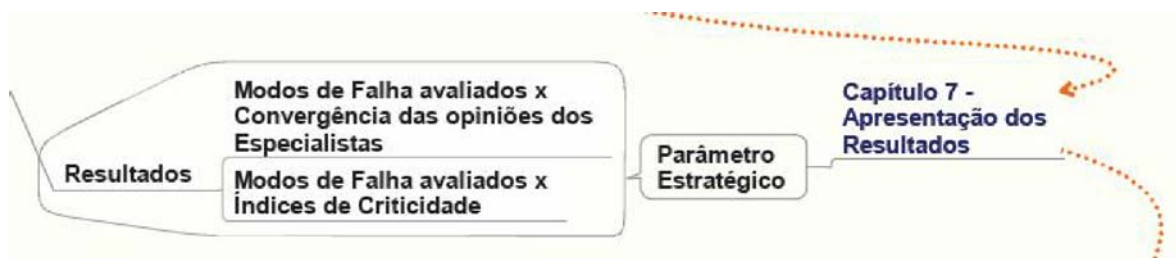 Resultados
Modos de Falha avaliados x
Convergência das opiniões dos
Especialistas
Modos de Falha avaliados x
Índices de Criticidade
Parâmetro
Estratégico
Capítulo 7 -
Apresentação dos
Resultados